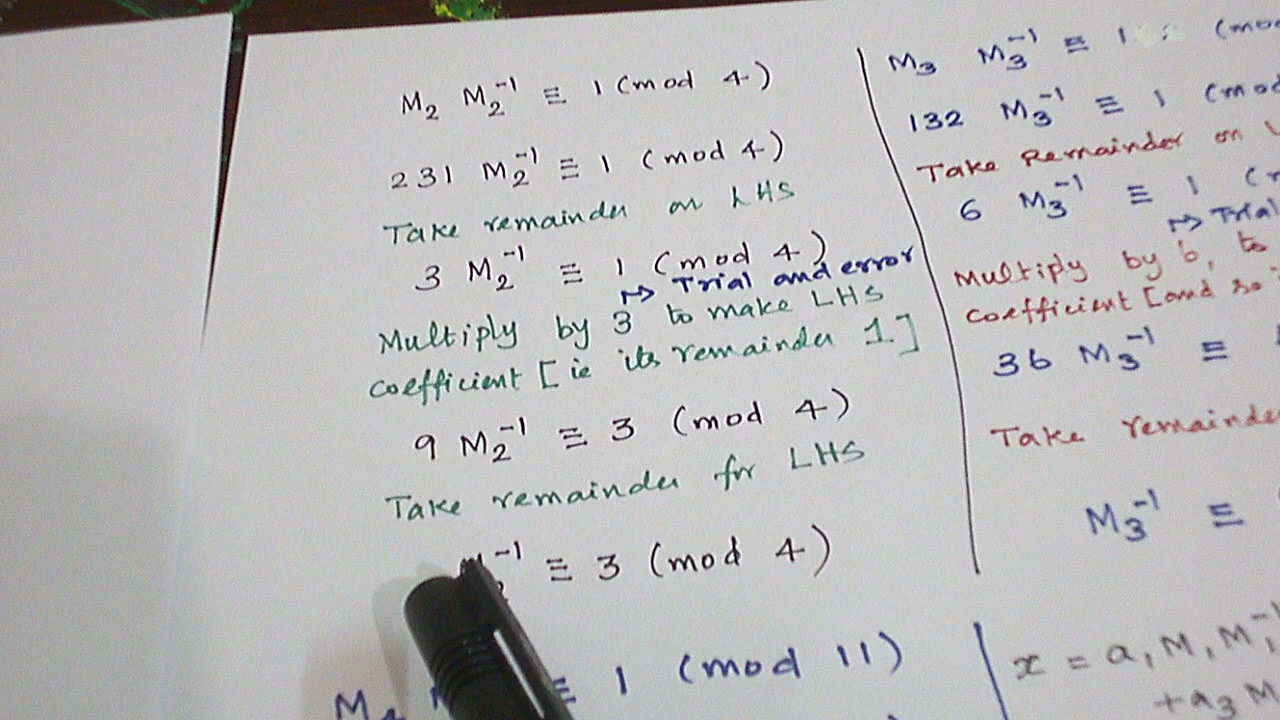 M₂ M₂⁻¹ ≡ 1 (mod 4)
231 M₂⁻¹ ≡ 1 (mod 4)
Take remainder on LHS
3 M₂⁻¹ ≡ 1 (mod 4)
↦ Trial and error
Multiply by 3 to make LHS
coefficient [ie its remainder 1]
9 M₂⁻¹ ≡ 3 (mod 4)
Take remainder for LHS
⁻¹ ≡ 3 (mod 4)
≡ 1 (mod 11)
M₃ M₃⁻¹ ≡ 1 (mod
132 M₃⁻¹ ≡ 1 (mod
Take Remainder on
6 M₃⁻¹ ≡ 1
↦ Trial
Multiply by 6, to
coefficient [and so
36 M₃⁻¹ ≡
Take remainder
M₃⁻¹ ≡
x = a₁ M₁ M₁⁻¹
+ a₃ M